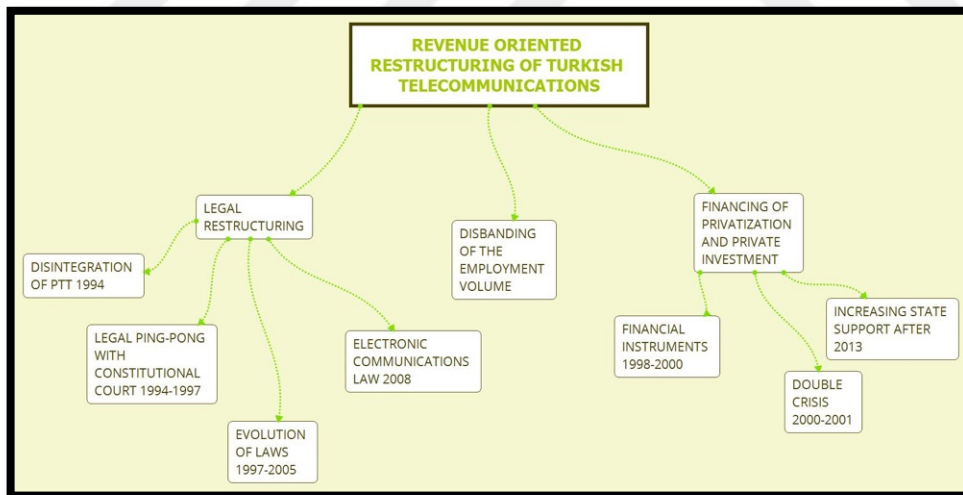 REVENUE ORIENTED
RESTRUCTURING OF TURKISH
TELECOMMUNICATIONS
LEGAL
RESTRUCTURING
DISBANDING
OF THE
EMPLOYMENT
VOLUME
FINANCING OF
PRIVATIZATION
AND PRIVATE
INVESTMENT
DISINTEGRATION
OF PTT 1994
LEGAL PING-PONG
WITH
CONSTITUTIONAL
COURT 1994-1997
EVOLUTION
OF LAWS
1997-2005
ELECTRONIC
COMMUNICATIONS
LAW 2008
FINANCIAL
INSTRUMENTS
1998-2000
DOUBLE
CRISIS
2000-2001
INCREASING STATE
SUPPORT AFTER
2013